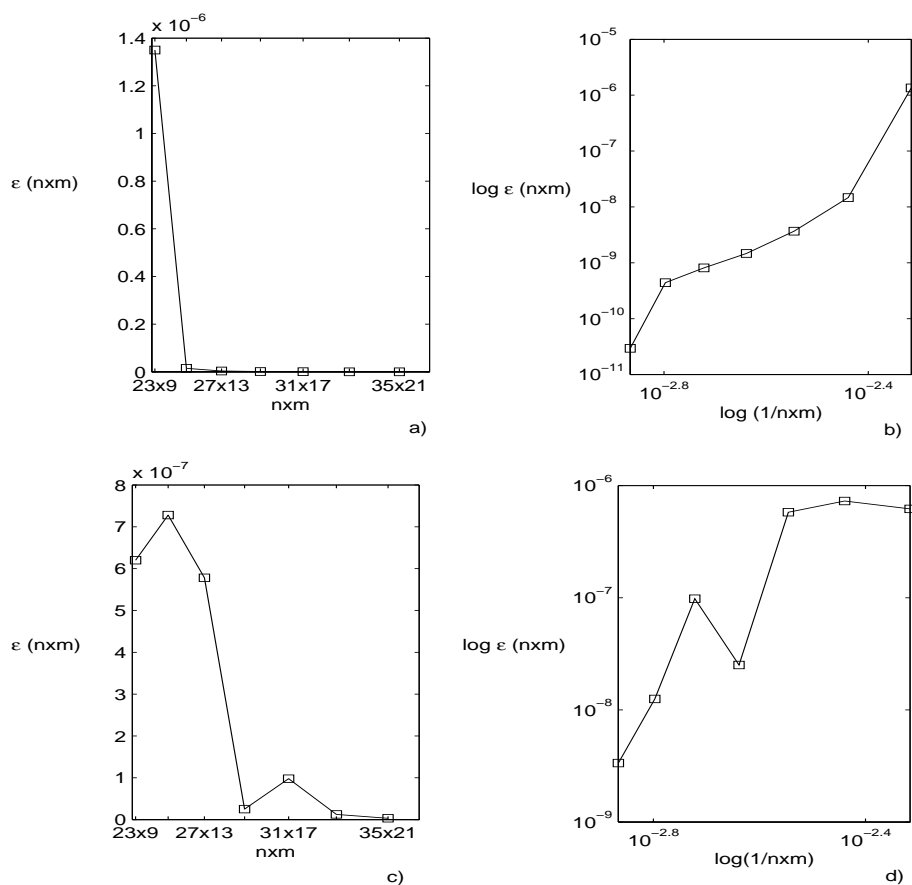 x 10⁻⁶
1.4
1.2
1
0.8
0.6
0.4
0.2
0
ε (nxm)
23x9 27x13 31x17 35x21
nxm
a)
10⁻⁵
10⁻⁶
10⁻⁷
10⁻⁸
10⁻⁹
10⁻¹⁰
10⁻¹¹
log ε (nxm)
10⁻²·⁸ 10⁻²·⁴
log (1/nxm)
b)
x 10⁻⁷
8
7
6
5
4
3
2
1
0
ε (nxm)
23x9 27x13 31x17 35x21
nxm
c)
10⁻⁶
10⁻⁷
10⁻⁸
10⁻⁹
log ε (nxm)
10⁻²·⁸ 10⁻²·⁴
log(1/nxm)
d)